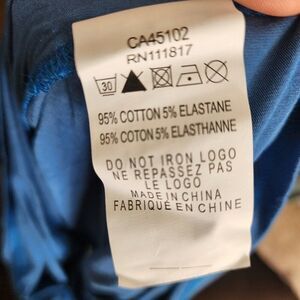 CA45102
RN111817
30
95% COTTON 5% ELASTANE
95% COTON 5% ELASTHANNE
DO NOT IRON LOGO
NE REPASSEZ PAS
LE LOGO
MADE IN CHINA
FABRIQUÉ EN CHINE